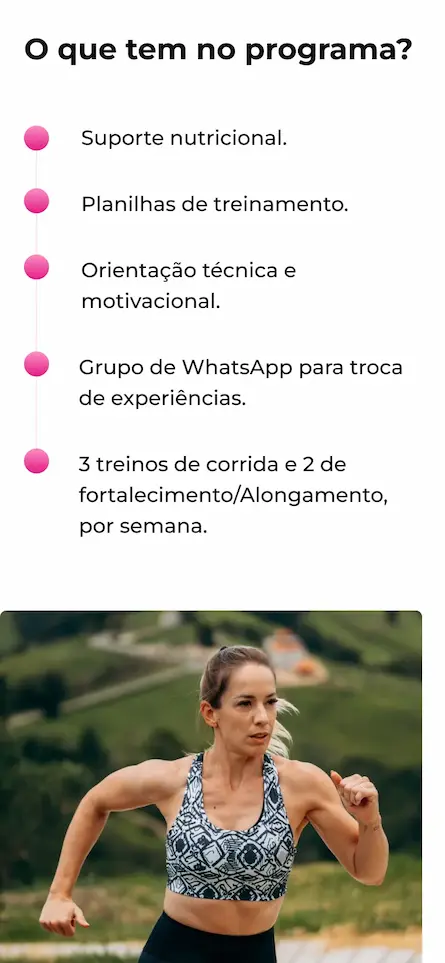 O que tem no programa?
Suporte nutricional.
Planilhas de treinamento.
Orientação técnica e
motivacional.
Grupo de WhatsApp para troca
de experiências.
3 treinos de corrida e 2 de
fortalecimento/Alongamento,
por semana.